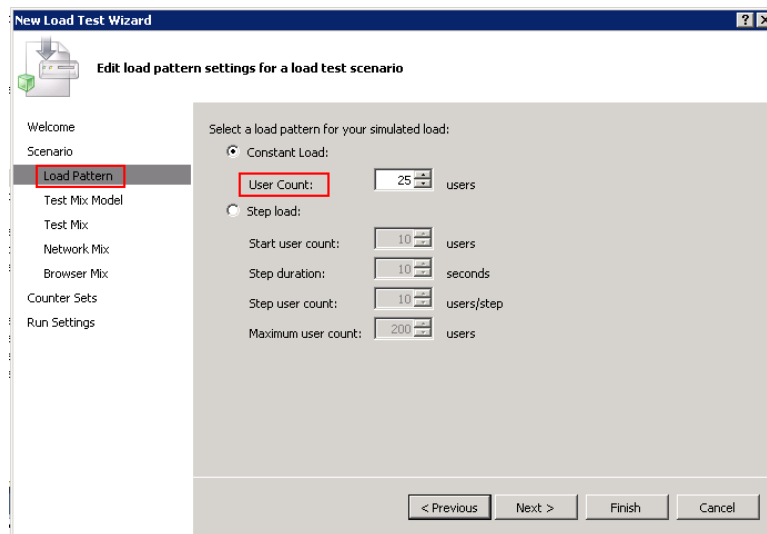 New Load Test Wizard
Edit load pattern settings for a load test scenario
Welcome
Scenario
Load Pattern
Test Mix Model
Test Mix
Network Mix
Browser Mix
Counter Sets
Run Settings
Select a load pattern for your simulated load:
Constant Load:
User Count: 25 users
Step load:
Start user count: 10 users
Step duration: 10 seconds
Step user count: 10 users/step
Maximum user count: 200 users
< Previous Next > Finish Cancel